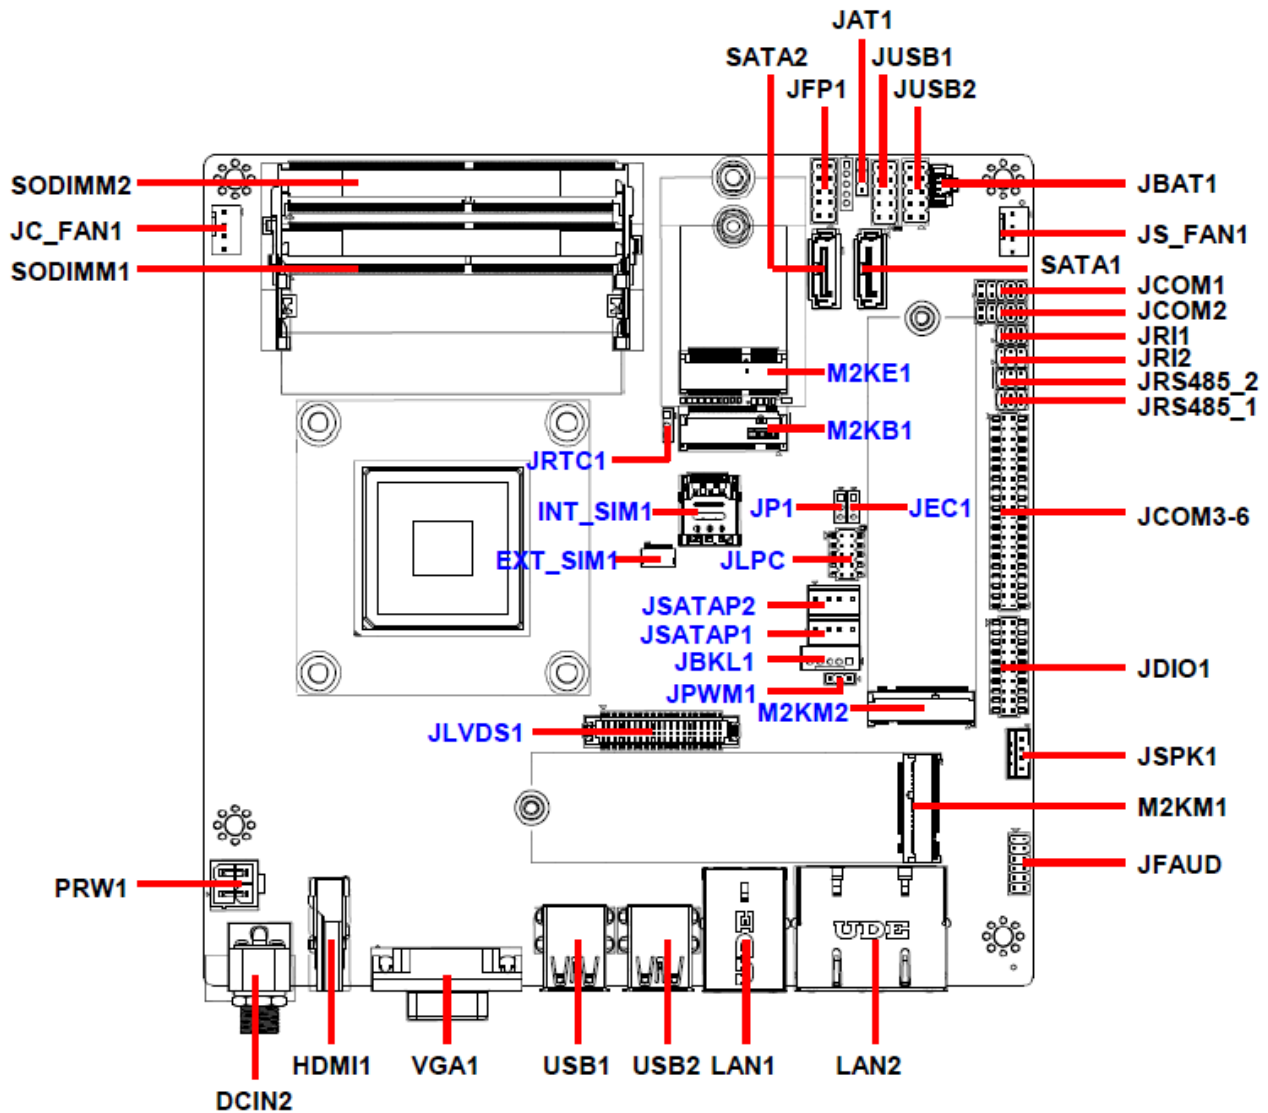 JAT1
SATA2
JUSB1
JFP1
JUSB2
SODIMM2
JBAT1
JC_FAN1
JS_FAN1
SODIMM1
SATA1
JCOM1
JCOM2
JRI1
JRI2
M2KE1
JRS485_2
JRS485_1
M2KB1
JRTC1
INT_SIM1
JP1
JEC1
JCOM3-6
EXT_SIM1
JLPC
JSATAP2
JSATAP1
JBKL1
JDIO1
JPWM1
M2KM2
JLVDS1
JSPK1
M2KM1
JFAUD
PRW1
UDE
HDMI1
VGA1
USB1
USB2
LAN1
LAN2
DCIN2